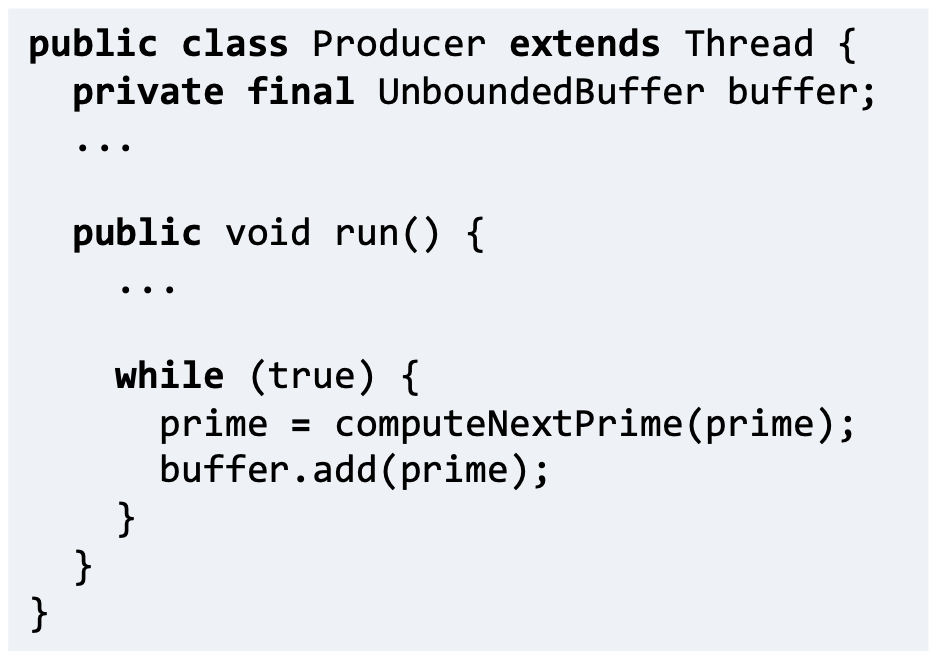 public class Producer extends Thread {
  private final UnboundedBuffer buffer;
  ...
  public void run() {
    ...
    while (true) {
      prime = computeNextPrime(prime);
      buffer.add(prime);
    }
  }
}